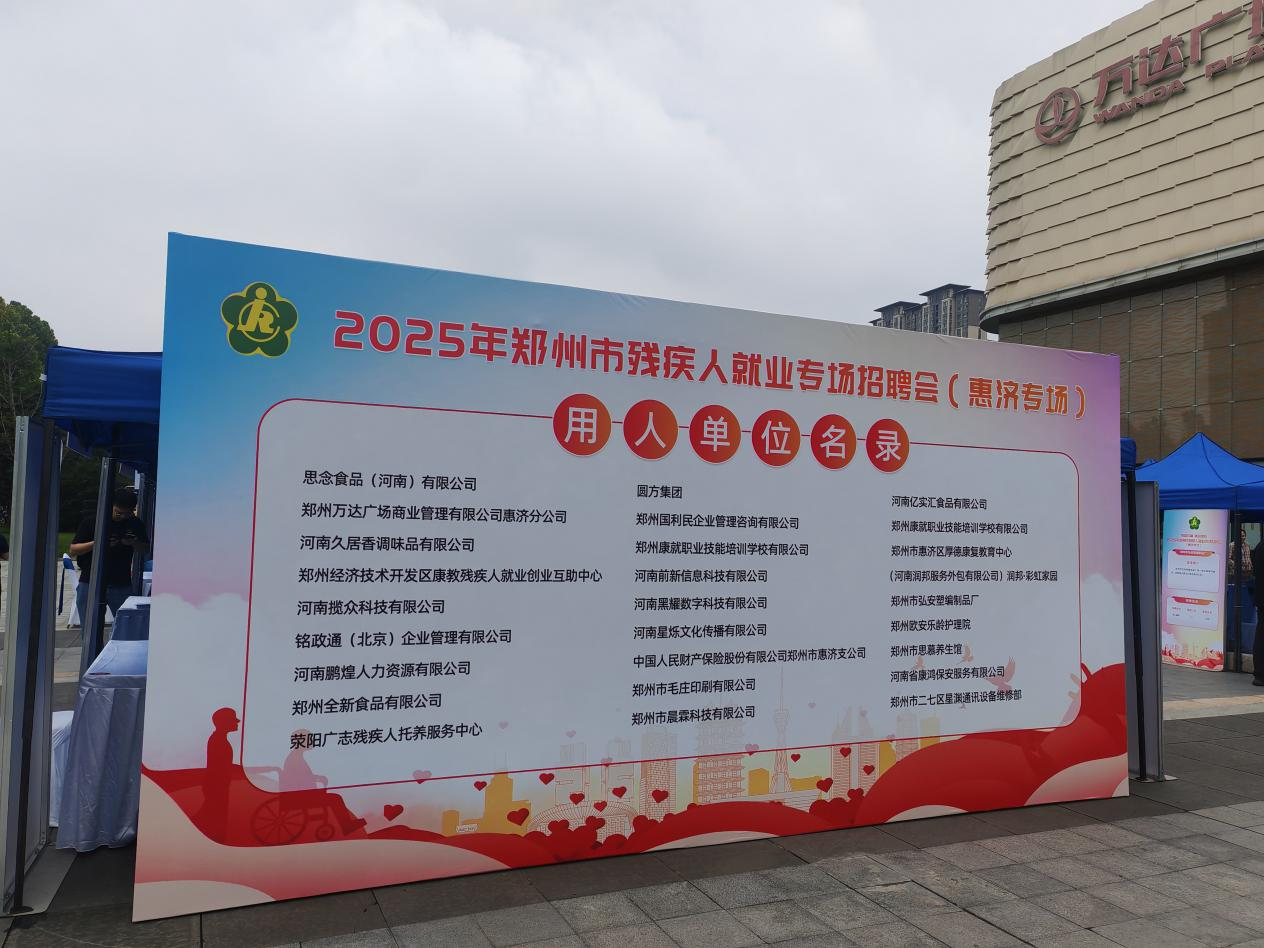 万达广场
WANDA PLA
2025年郑州市残疾人就业专场招聘会（惠济专场）
用人单位名录
思念食品（河南）有限公司
郑州万达广场商业管理有限公司惠济分公司
河南久居香调味品有限公司
郑州经济技术开发区康教残疾人就业创业互助中心
河南揽众科技有限公司
铭政通（北京）企业管理有限公司
河南鹏煌人力资源有限公司
郑州全新食品有限公司
荥阳广志残疾人托养服务中心
圆方集团
郑州国利民企业管理咨询有限公司
郑州康就职业技能培训学校有限公司
河南前新信息科技有限公司
河南黑耀数字科技有限公司
河南星烁文化传播有限公司
中国人民财产保险股份有限公司郑州市惠济支公司
郑州市毛庄印刷有限公司
郑州市晨霖科技有限公司
河南亿实汇食品有限公司
郑州康就职业技能培训学校有限公司
郑州市惠济区厚德康复教育中心
（河南润邦服务外包有限公司）润邦·彩虹家园
郑州市弘安塑编制品厂
郑州欧安乐龄护理院
郑州市思慕养生馆
河南省康鸿保安服务有限公司
郑州市二七区星渊通讯设备维修部